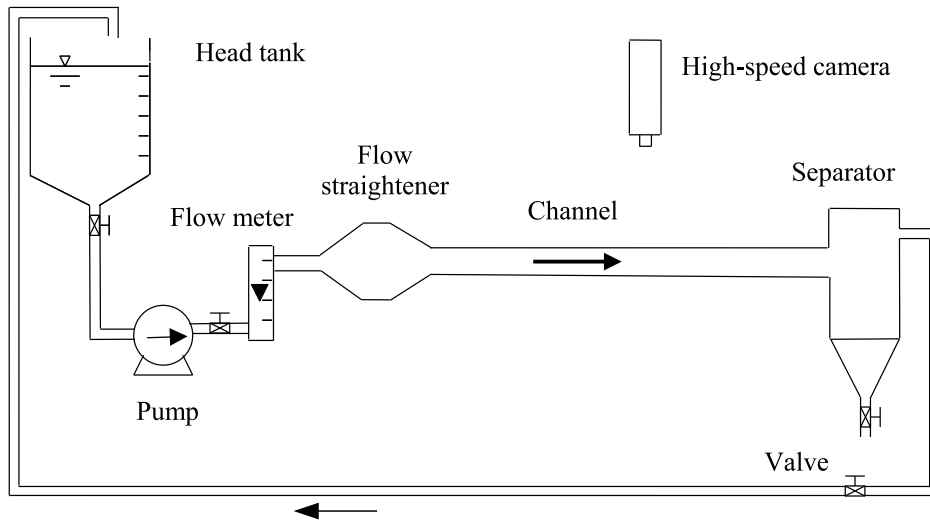 Head tank
High-speed camera
Flow
straightener
Separator
Flow meter
Channel
Pump
Valve